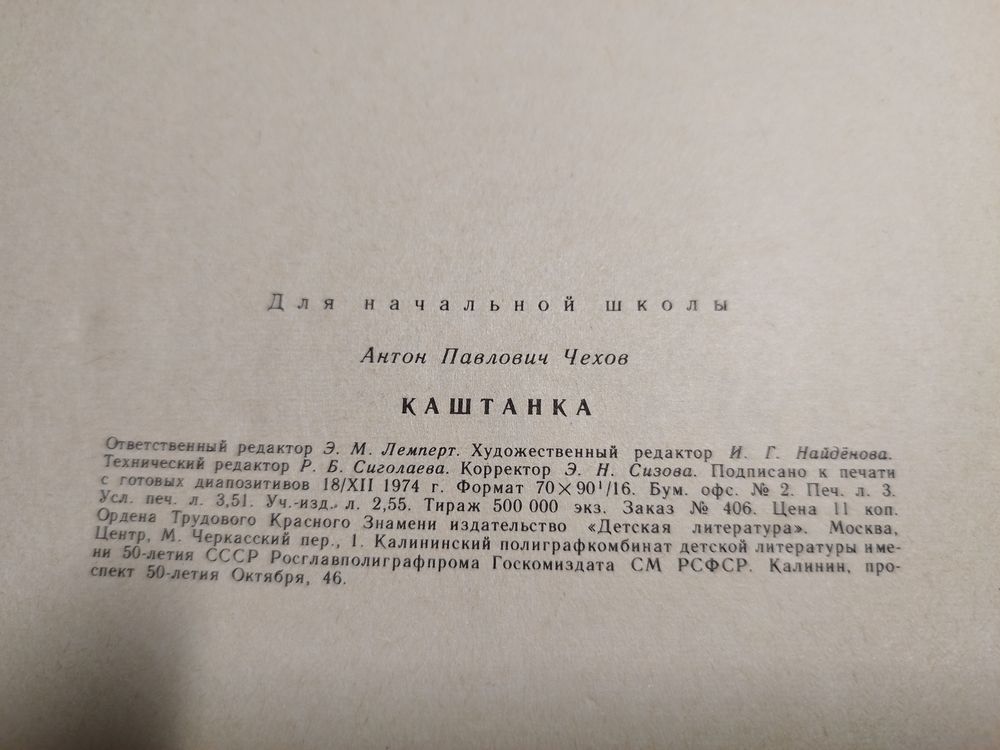 Для начальной школы
Антон Павлович Чехов
КАШТАНКА
Ответственный редактор Э. М. Лемперт. Художественный редактор И. Г. Найдёнова.
Технический редактор Р. Б. Сиголаева. Корректор Э. Н. Сизова. Подписано к печати
с готовых диапозитивов 18/XII 1974 г. Формат 70×90¹/16. Бум. офс. № 2. Печ. л. 3.
Усл. печ. л. 3,51. Уч.-изд. л. 2,55. Тираж 500 000 экз. Заказ № 406. Цена 11 коп.
Ордена Трудового Красного Знамени издательство «Детская литература». Москва,
Центр, М. Черкасский пер., 1. Калининский полиграфкомбинат детской литературы име-
ни 50-летия СССР Росглавполиграфпрома Госкомиздата СМ РСФСР. Калинин, про-
спект 50-летия Октября, 46.